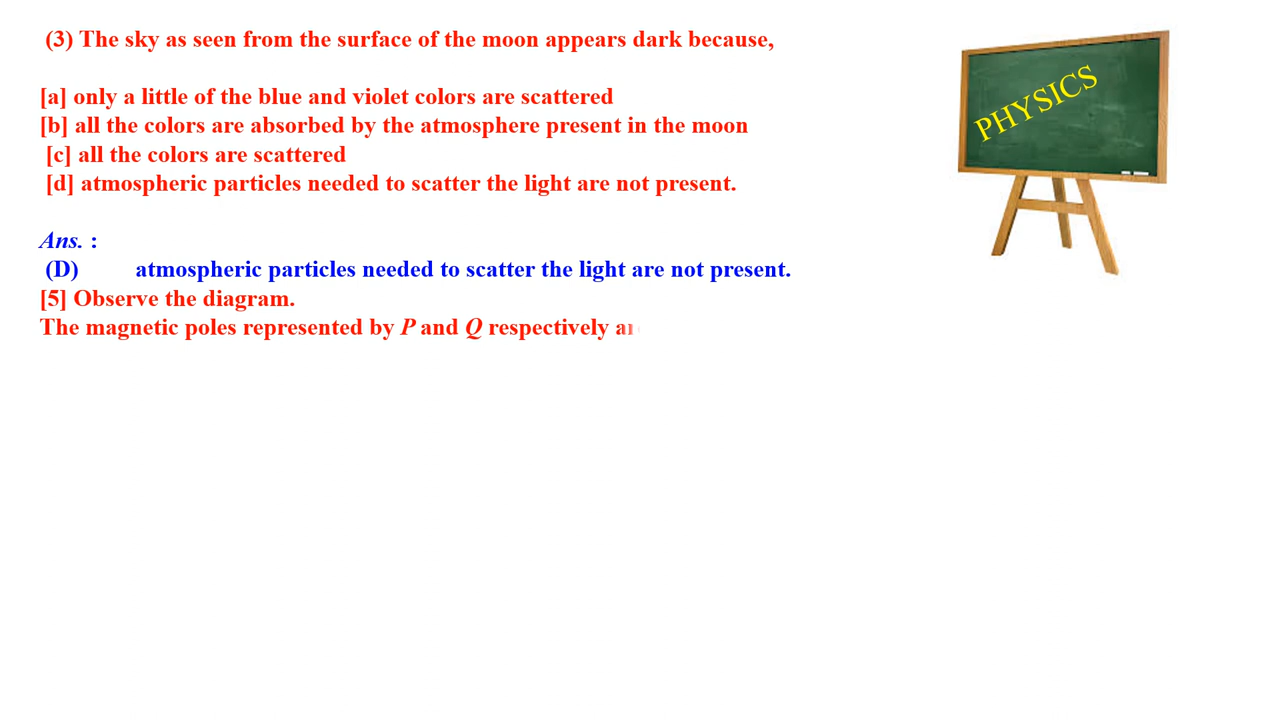 (3) The sky as seen from the surface of the moon appears dark because,
[a] only a little of the blue and violet colors are scattered
[b] all the colors are absorbed by the atmosphere present in the moon
[c] all the colors are scattered
[d] atmospheric particles needed to scatter the light are not present.
Ans. :
(D) atmospheric particles needed to scatter the light are not present.
[5] Observe the diagram.
The magnetic poles represented by P and Q respectively
PHYSICS